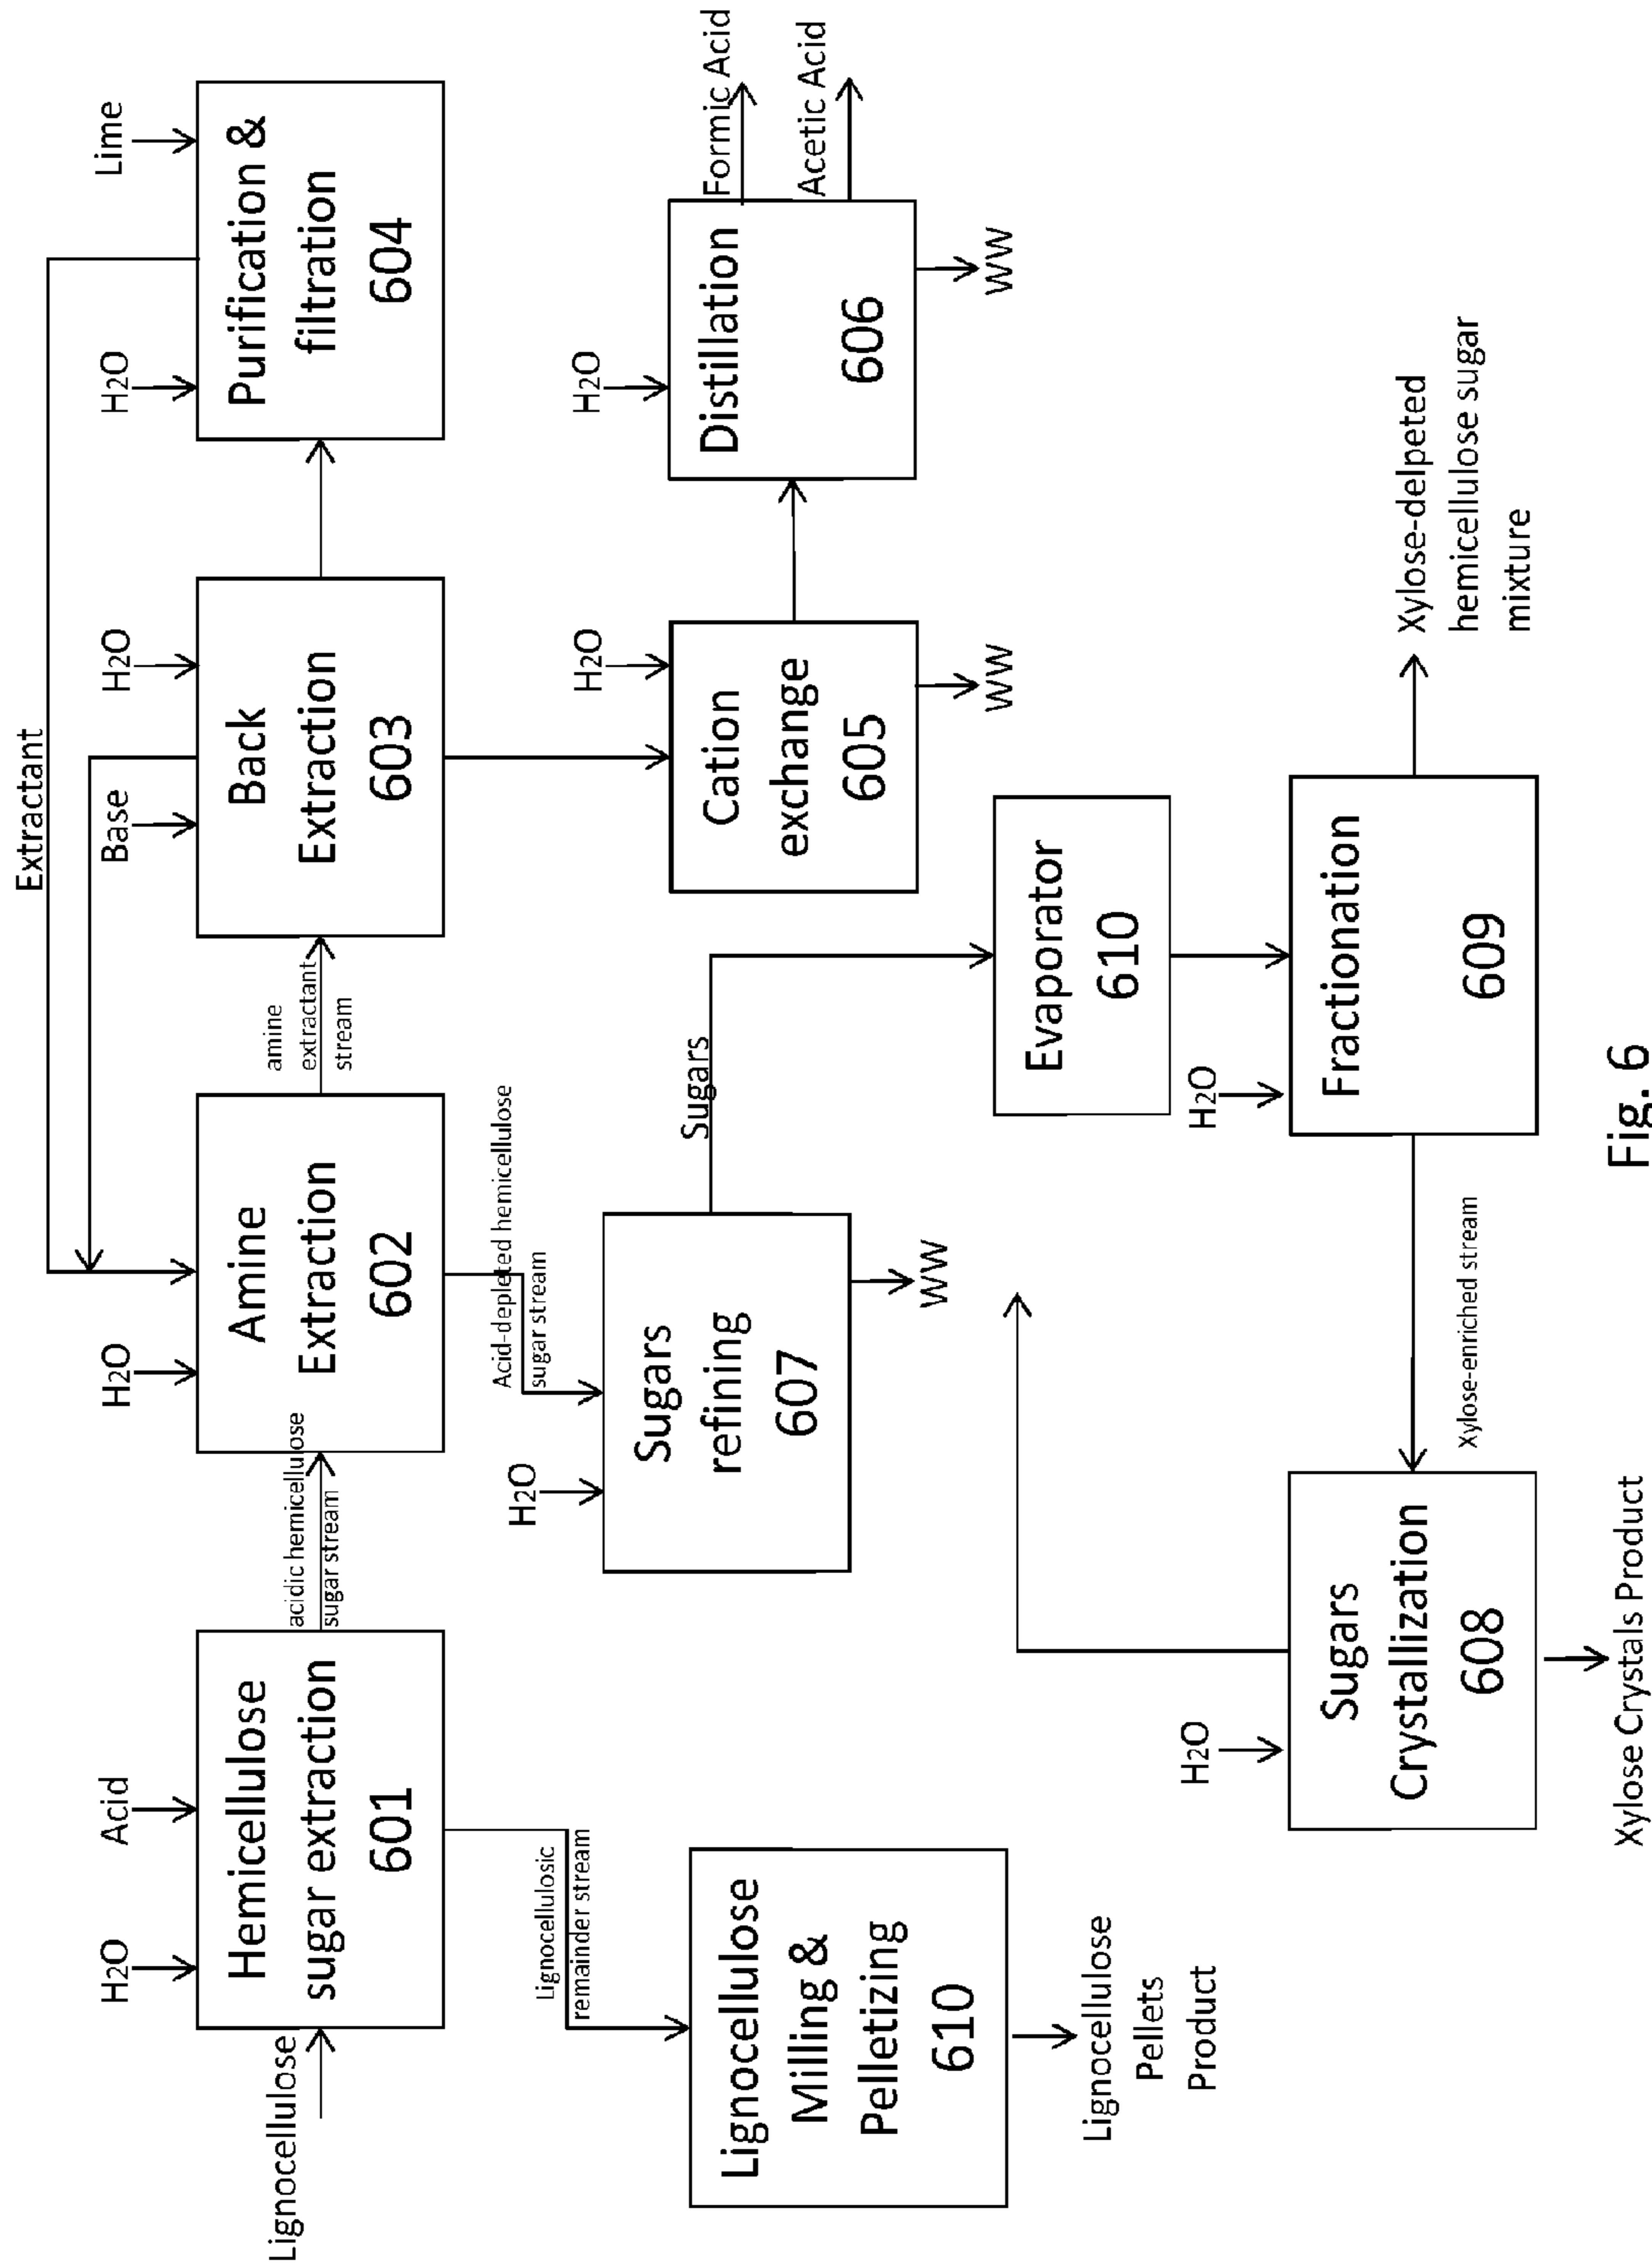 Extractant
Lime
H2O
Base
H2O
H2O
Acid
H2O
Lignocellulose
Hemicellulose
sugar extraction
601
acidic hemicellulose
sugar stream
Amine
Extraction
602
amine
extractant
stream
Back
Extraction
603
Purification &
filtration
604
Lignocellulosic
remainder stream
Acid-depleted hemicellulose
sugar stream
H2O
H2O
H2O
Sugars
refining
607
WW
Sugars
Cation
exchange
605
WW
Distillation
606
WW
Formic Acid
Acetic Acid
Lignocellulose
Milling &
Pelletizing
610
Lignocellulose
Pellets
Product
Evaporator
610
H2O
H2O
Sugars
Crystallization
608
Xylose Crystals Product
Xylose-enriched stream
Fractionation
609
Xylose-delpeted
hemicellulose sugar
mixture
Fig. 6